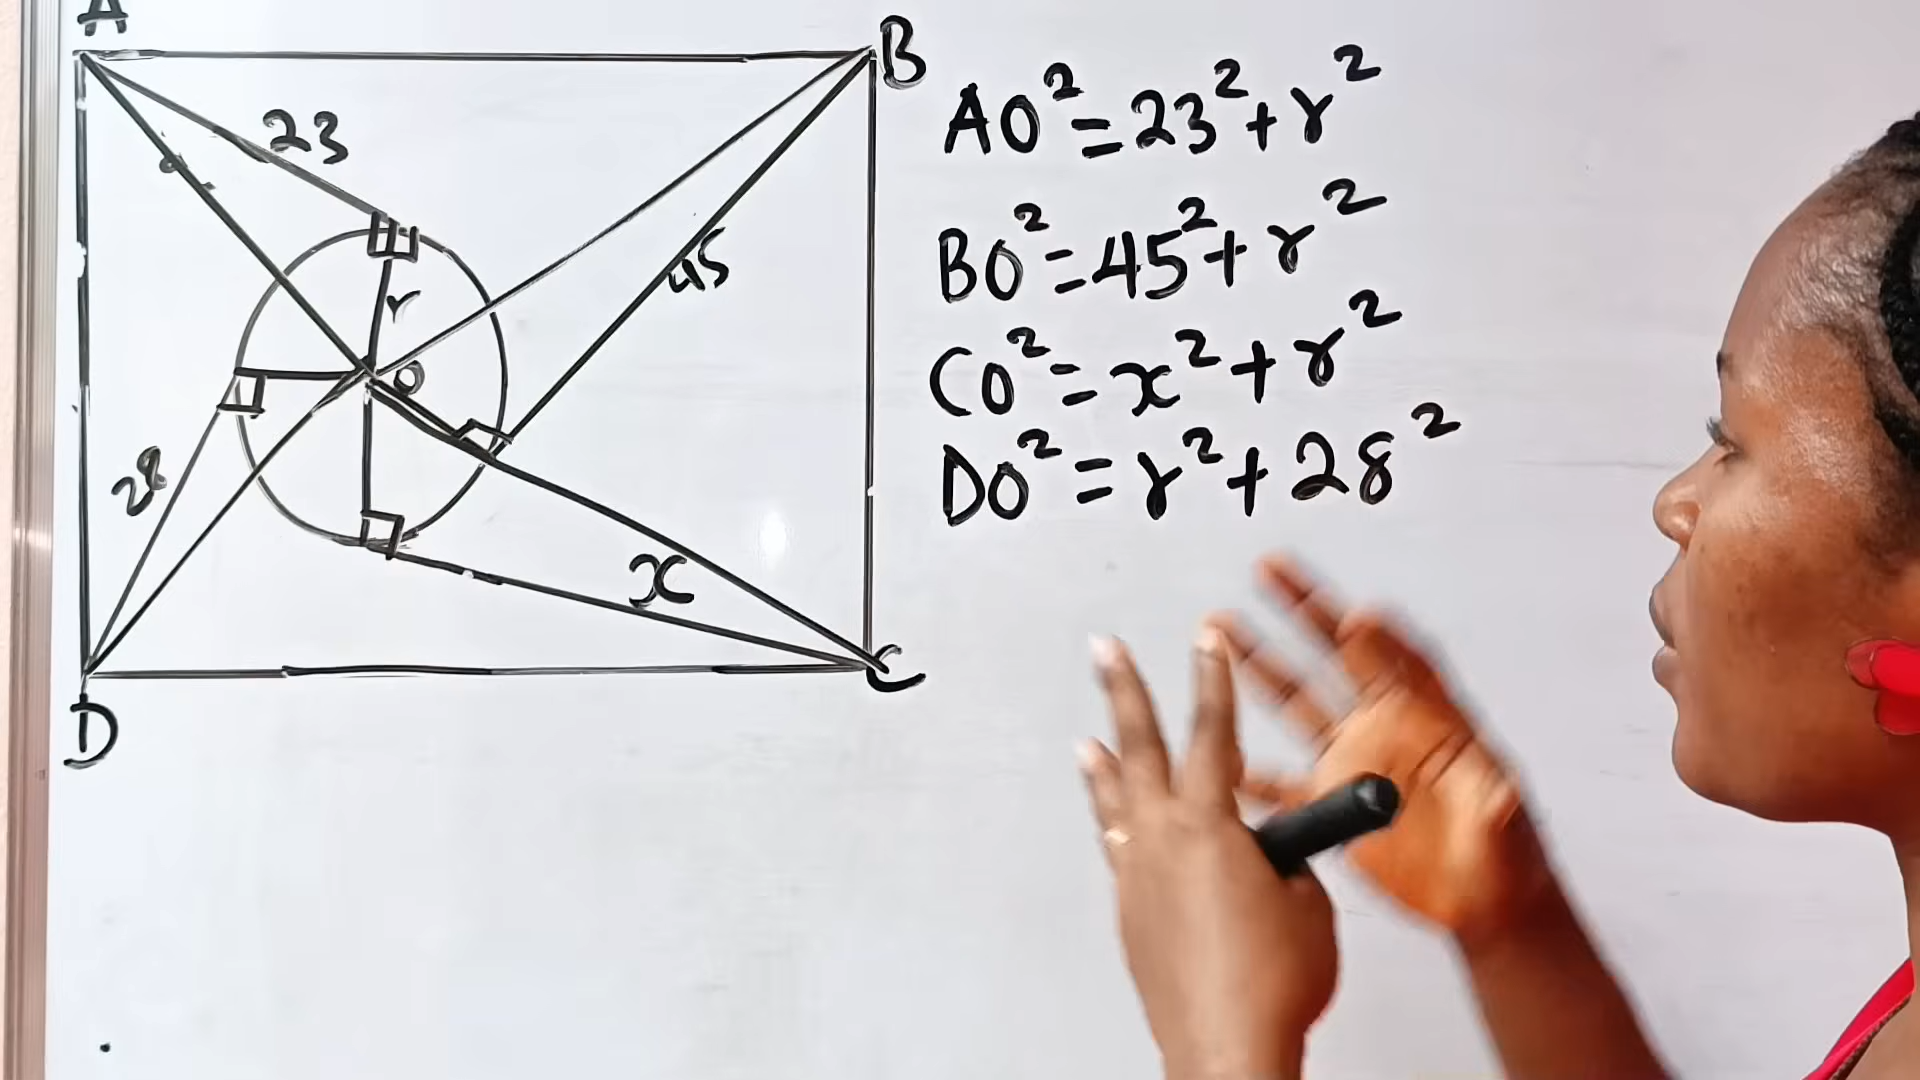 A
B
23
45
r
O
28
x
D
C
AO² = 23² + r²
BO² = 45² + r²
CO² = x² + r²
DO² = r² + 28²